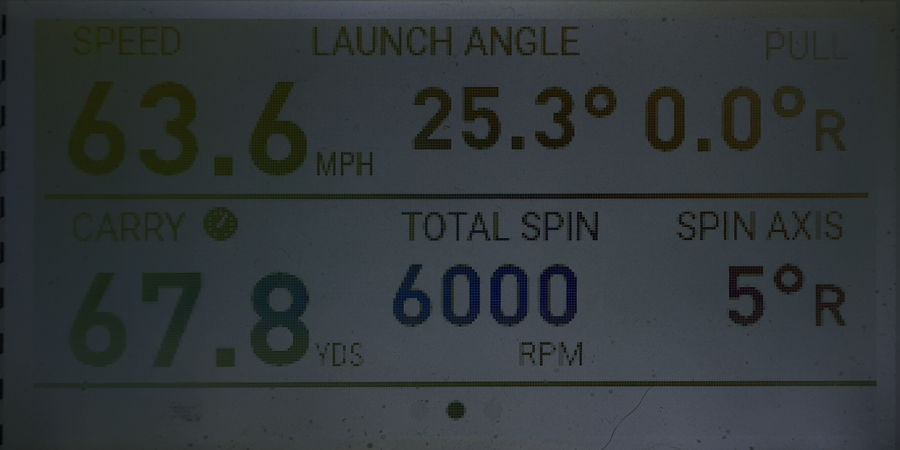 SPEED LAUNCH ANGLE PULL
63.6 MPH 25.3° 0.0° R
CARRY TOTAL SPIN SPIN AXIS
67.8 YDS 6000 RPM 5° R